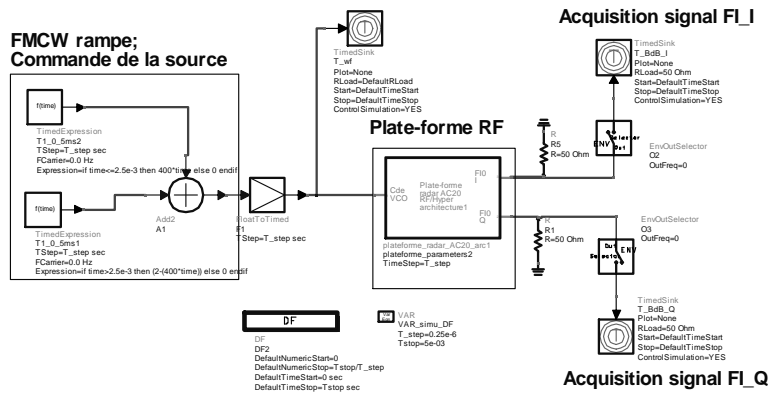 FMCW rampe;
Commande de la source
f(time)
TimedExpression
T1_0_5ms2
TStep=T_step sec
FCarrier=0.0 Hz
Expression=if time<=2.5e-3 then 400*time else 0 endif
f(time)
TimedExpression
T1_0_5ms1
TStep=T_step sec
FCarrier=0.0 Hz
Expression=if time>2.5e-3 then (2-(400*time)) else 0 endif
Add2
A1
FloatToTimed
F1
TStep=T_step sec
TimedSink
T_wf
Plot=None
RLoad=DefaultRLoad
Start=DefaultTimeStart
Stop=DefaultTimeStop
ControlSimulation=YES
Plate-forme RF
Cde
VCO
Plate-forme
radar AC20
RF/Hyper
architecture1
FI0
I
FI0
Q
plateforme_radar_AC20_arc1
plateforme_parameters2
TimeStep=T_step
R
R5
R=50 Ohm
R
R1
R=50 Ohm
Acquisition signal FI_I
TimedSink
T_BdB_I
Plot=None
RLoad=50 Ohm
Start=DefaultTimeStart
Stop=DefaultTimeStop
ControlSimulation=YES
ENV
Selector
Out
EnvOutSelector
O2
OutFreq=0
Out
Selector
ENV
EnvOutSelector
O3
OutFreq=0
TimedSink
T_BdB_Q
Plot=None
RLoad=50 Ohm
Start=DefaultTimeStart
Stop=DefaultTimeStop
ControlSimulation=YES
Acquisition signal FI_Q
DF
DF
DF2
DefaultNumericStart=0
DefaultNumericStop=Tstop/T_step
DefaultTimeStart=0 sec
DefaultTimeStop=Tstop sec
Var
Eqn
VAR
VAR_simu_DF
T_step=0.25e-6
Tstop=5e-03